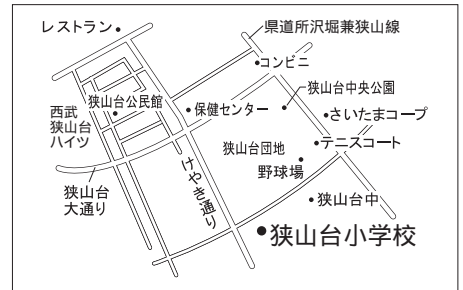 レストラン
県道所沢堀兼狭山線
コンビニ
狭山台中央公園
狭山台公民館
保健センター
さいたまコープ
西武
狭山台
ハイツ
狭山台団地
テニスコート
野球場
けやき通り
狭山台
大通り
狭山台中
狭山台小学校